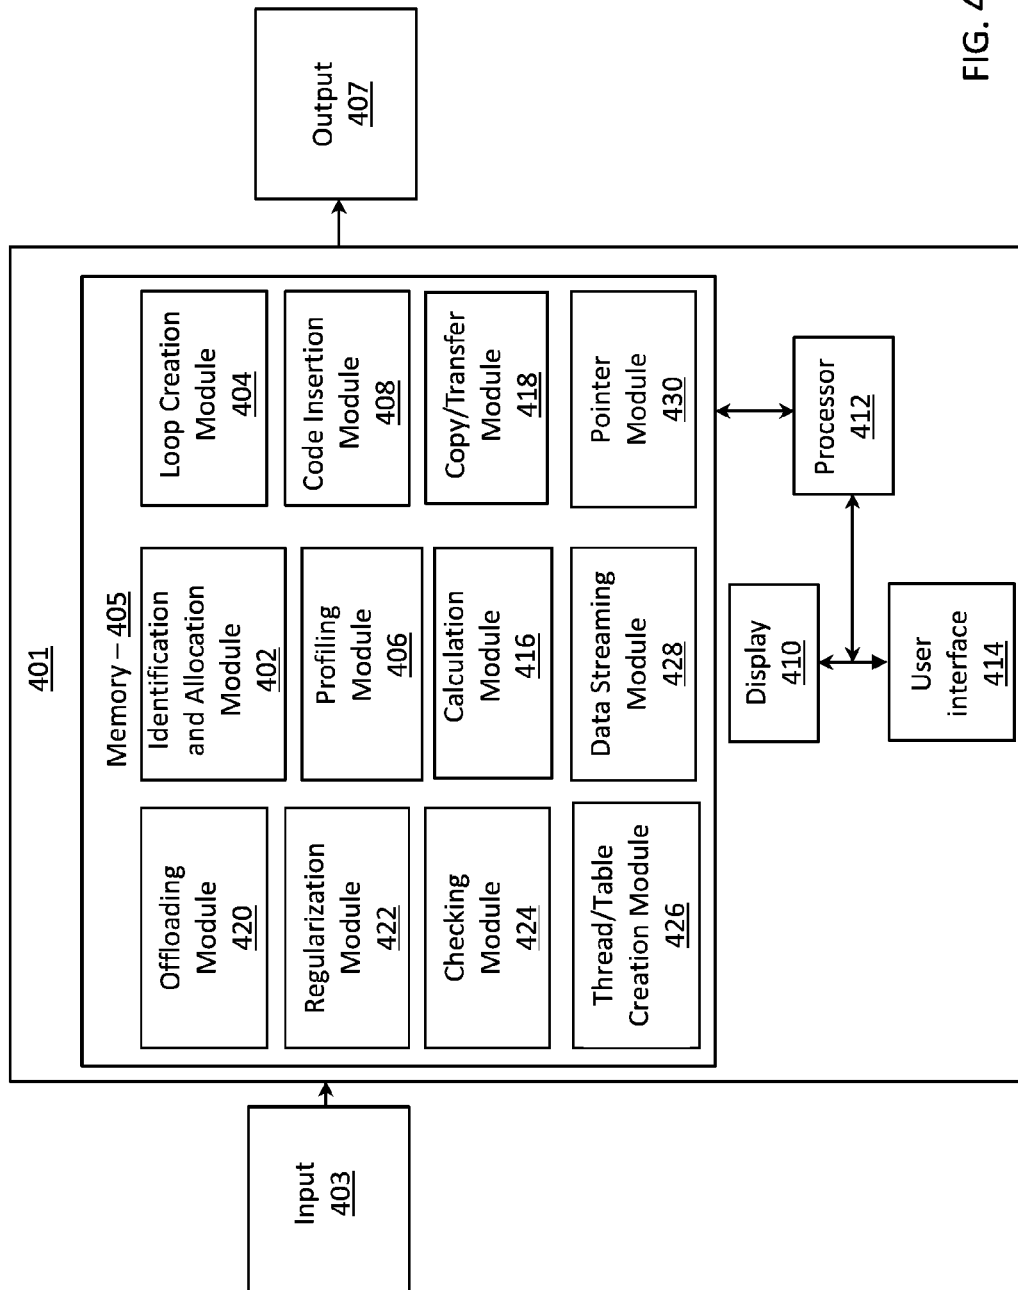 401
Memory – 405
Offloading
Module
420
Identification
and Allocation
Module
402
Loop Creation
Module
404
Regularization
Module
422
Profiling
Module
406
Code Insertion
Module
408
Checking
Module
424
Calculation
Module
416
Copy/Transfer
Module
418
Thread/Table
Creation Module
426
Data Streaming
Module
428
Pointer
Module
430
Input
403
Output
407
Display
410
Processor
412
User
interface
414
FIG. 4